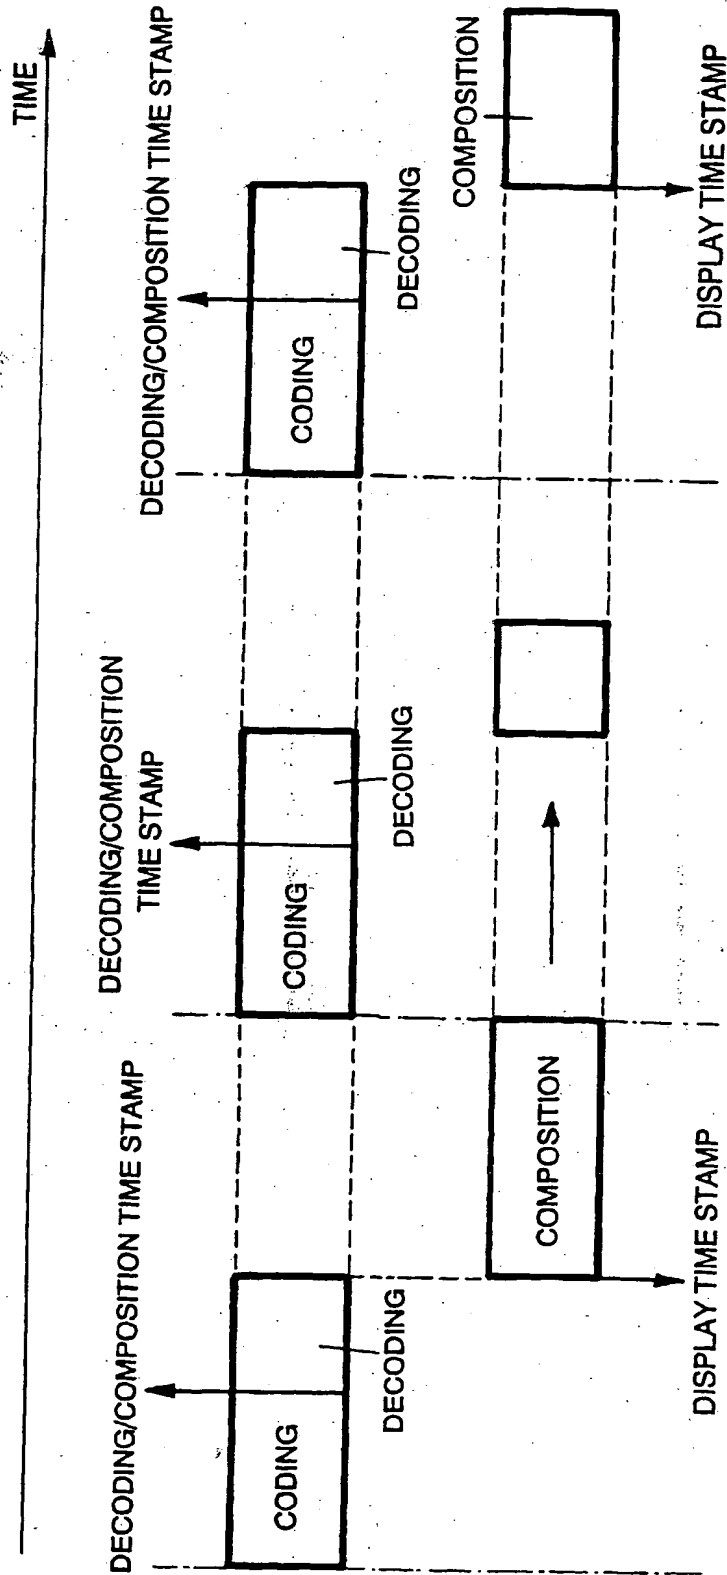 TIME
DECODING/COMPOSITION TIME STAMP
DECODING/COMPOSITION
TIME STAMP
DECODING/COMPOSITION TIME STAMP
CODING
CODING
CODING
DECODING
DECODING
DECODING
COMPOSITION
COMPOSITION
DISPLAY TIME STAMP
DISPLAY TIME STAMP